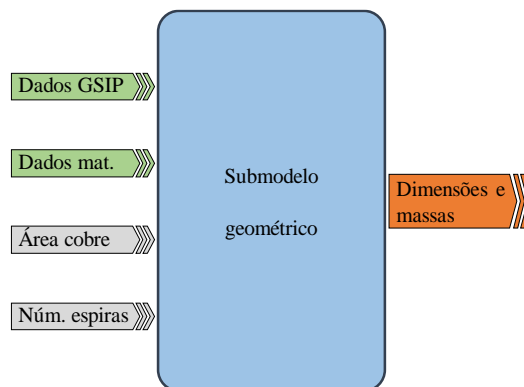 Dados GSIP
Dados mat.
Área cobre
Núm. espiras
Submodelo
geométrico
Dimensões e
massas